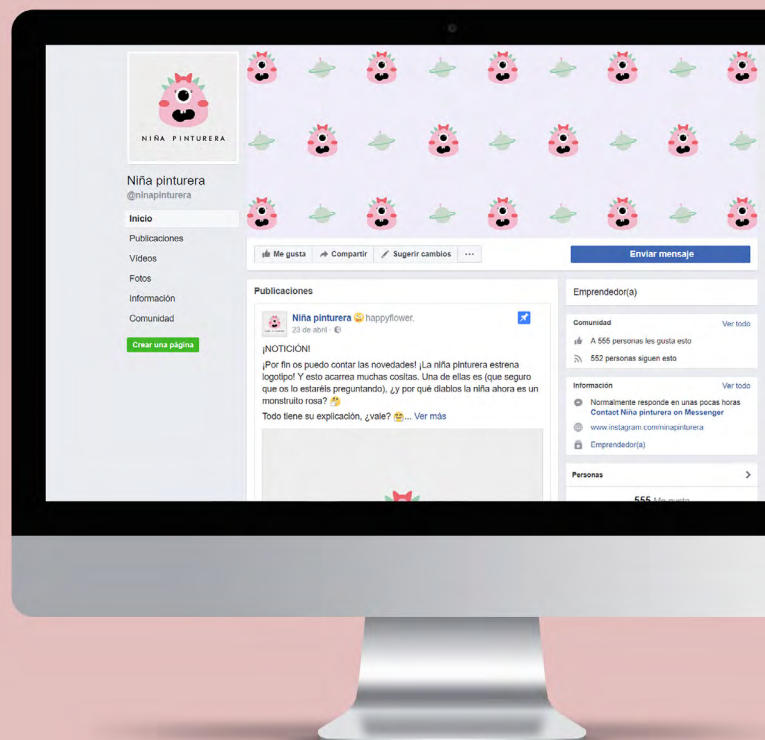 NIÑA PINTURERA
Niña pinturera
@ninapinturera
Inicio
Publicaciones
Vídeos
Fotos
Información
Comunidad
Crear una página
Me gusta
Compartir
Sugerir cambios
Enviar mensaje
Publicaciones
Niña pinturera 😄 happyflower.
23 de abril ·
¡NOTICIÓN!
¡Por fin os puedo contar las novedades! ¡La niña pinturera estrena
logotipo! Y esto acarrea muchas cositas. Una de ellas es (que seguro
que os lo estaréis preguntando), ¿y por qué diablos la niña ahora es un
monstruito rosa? 🤔
Todo tiene su explicación, ¿vale? 😁... Ver más
Emprendedor(a)
Comunidad Ver todo
A 555 personas les gusta esto
552 personas siguen esto
Información Ver todo
Normalmente responde en unas pocas horas
Contact Niña pinturera on Messenger
www.instagram.com/ninapinturera
Emprendedor(a)
Personas
555 Me gusta